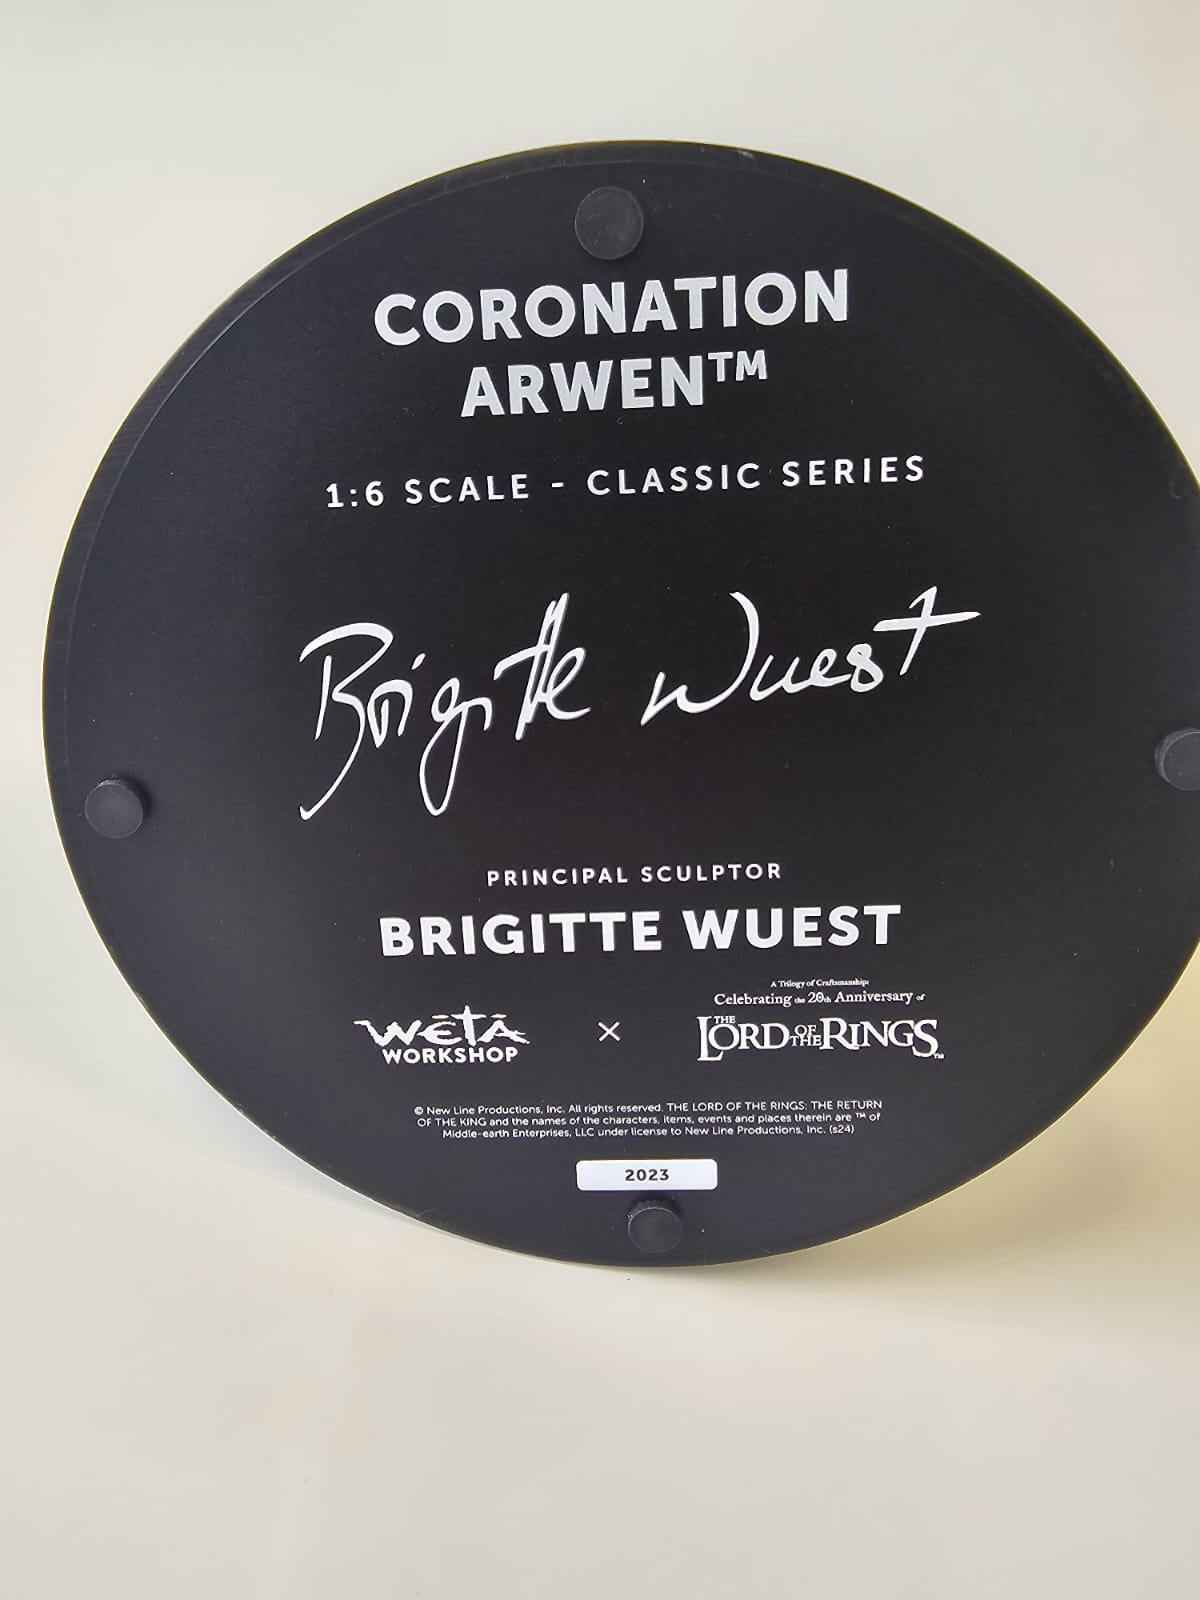 CORONATION
ARWEN™
1:6 SCALE - CLASSIC SERIES
Brigitte Wuest
PRINCIPAL SCULPTOR
BRIGITTE WUEST
WĒTĀ
WORKSHOP
×
A Trilogy of Craftsmanship:
Celebrating the 20th Anniversary of
THE LORD OF THE RINGS™
© New Line Productions, Inc. All rights reserved. THE LORD OF THE RINGS: THE RETURN
OF THE KING and the names of the characters, items, events and places therein are ™ of
Middle-earth Enterprises, LLC under license to New Line Productions, Inc. (s24)
2023